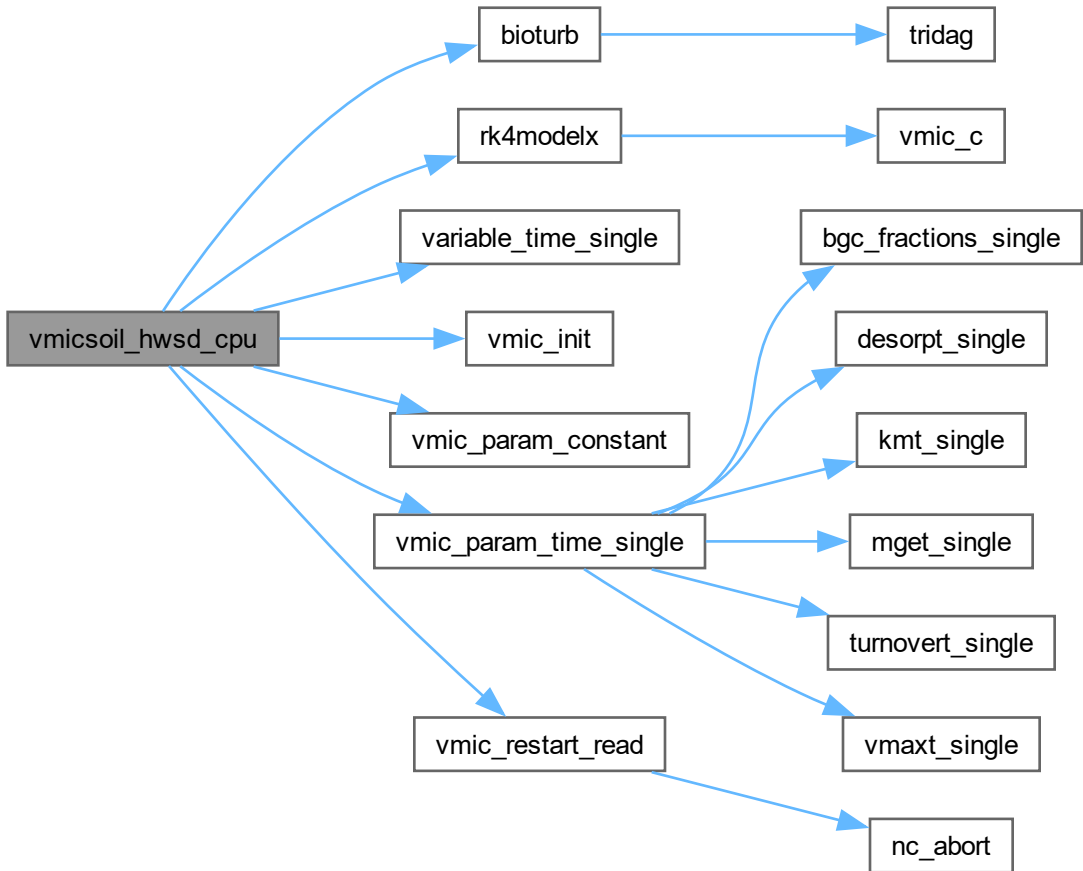 bioturb
tridag
rk4modelx
vmic_c
variable_time_single
bgc_fractions_single
vmicsoil_hwsd_cpu
vmic_init
desorpt_single
vmic_param_constant
kmt_single
vmic_param_time_single
mget_single
turnovert_single
vmic_restart_read
vmaxt_single
nc_abort